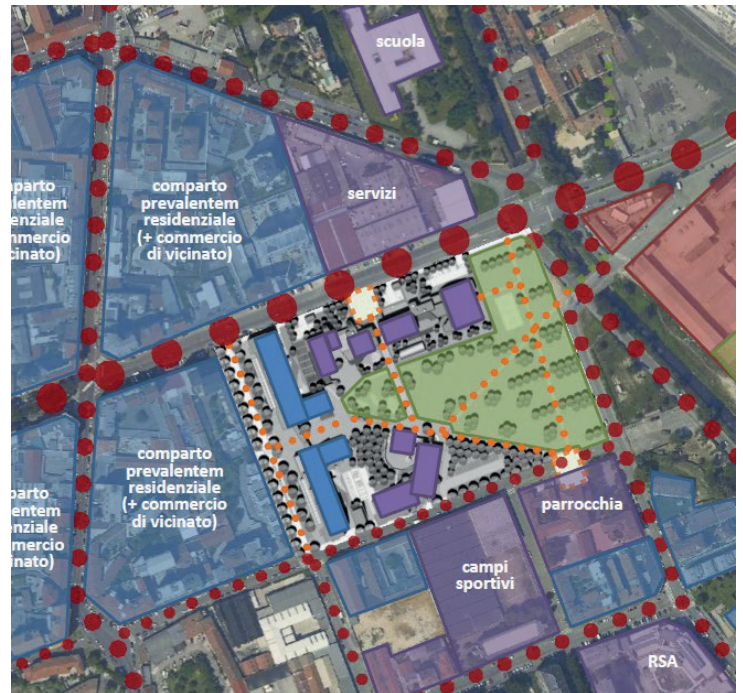 scuola
comparto
prevalentem
residenziale
(+ commercio
di vicinato)
servizi
comparto
prevalentem
residenziale
(+ commercio
di vicinato)
parrocchia
campi
sportivi
RSA